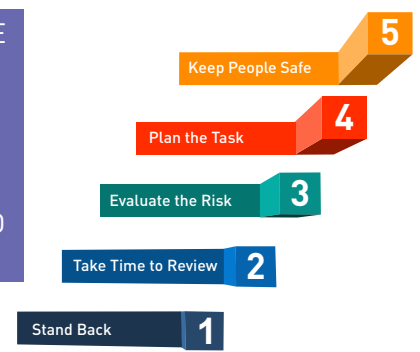 E
5
Keep People Safe
4
Plan the Task
3
Evaluate the Risk
0
2
Take Time to Review
1
Stand Back